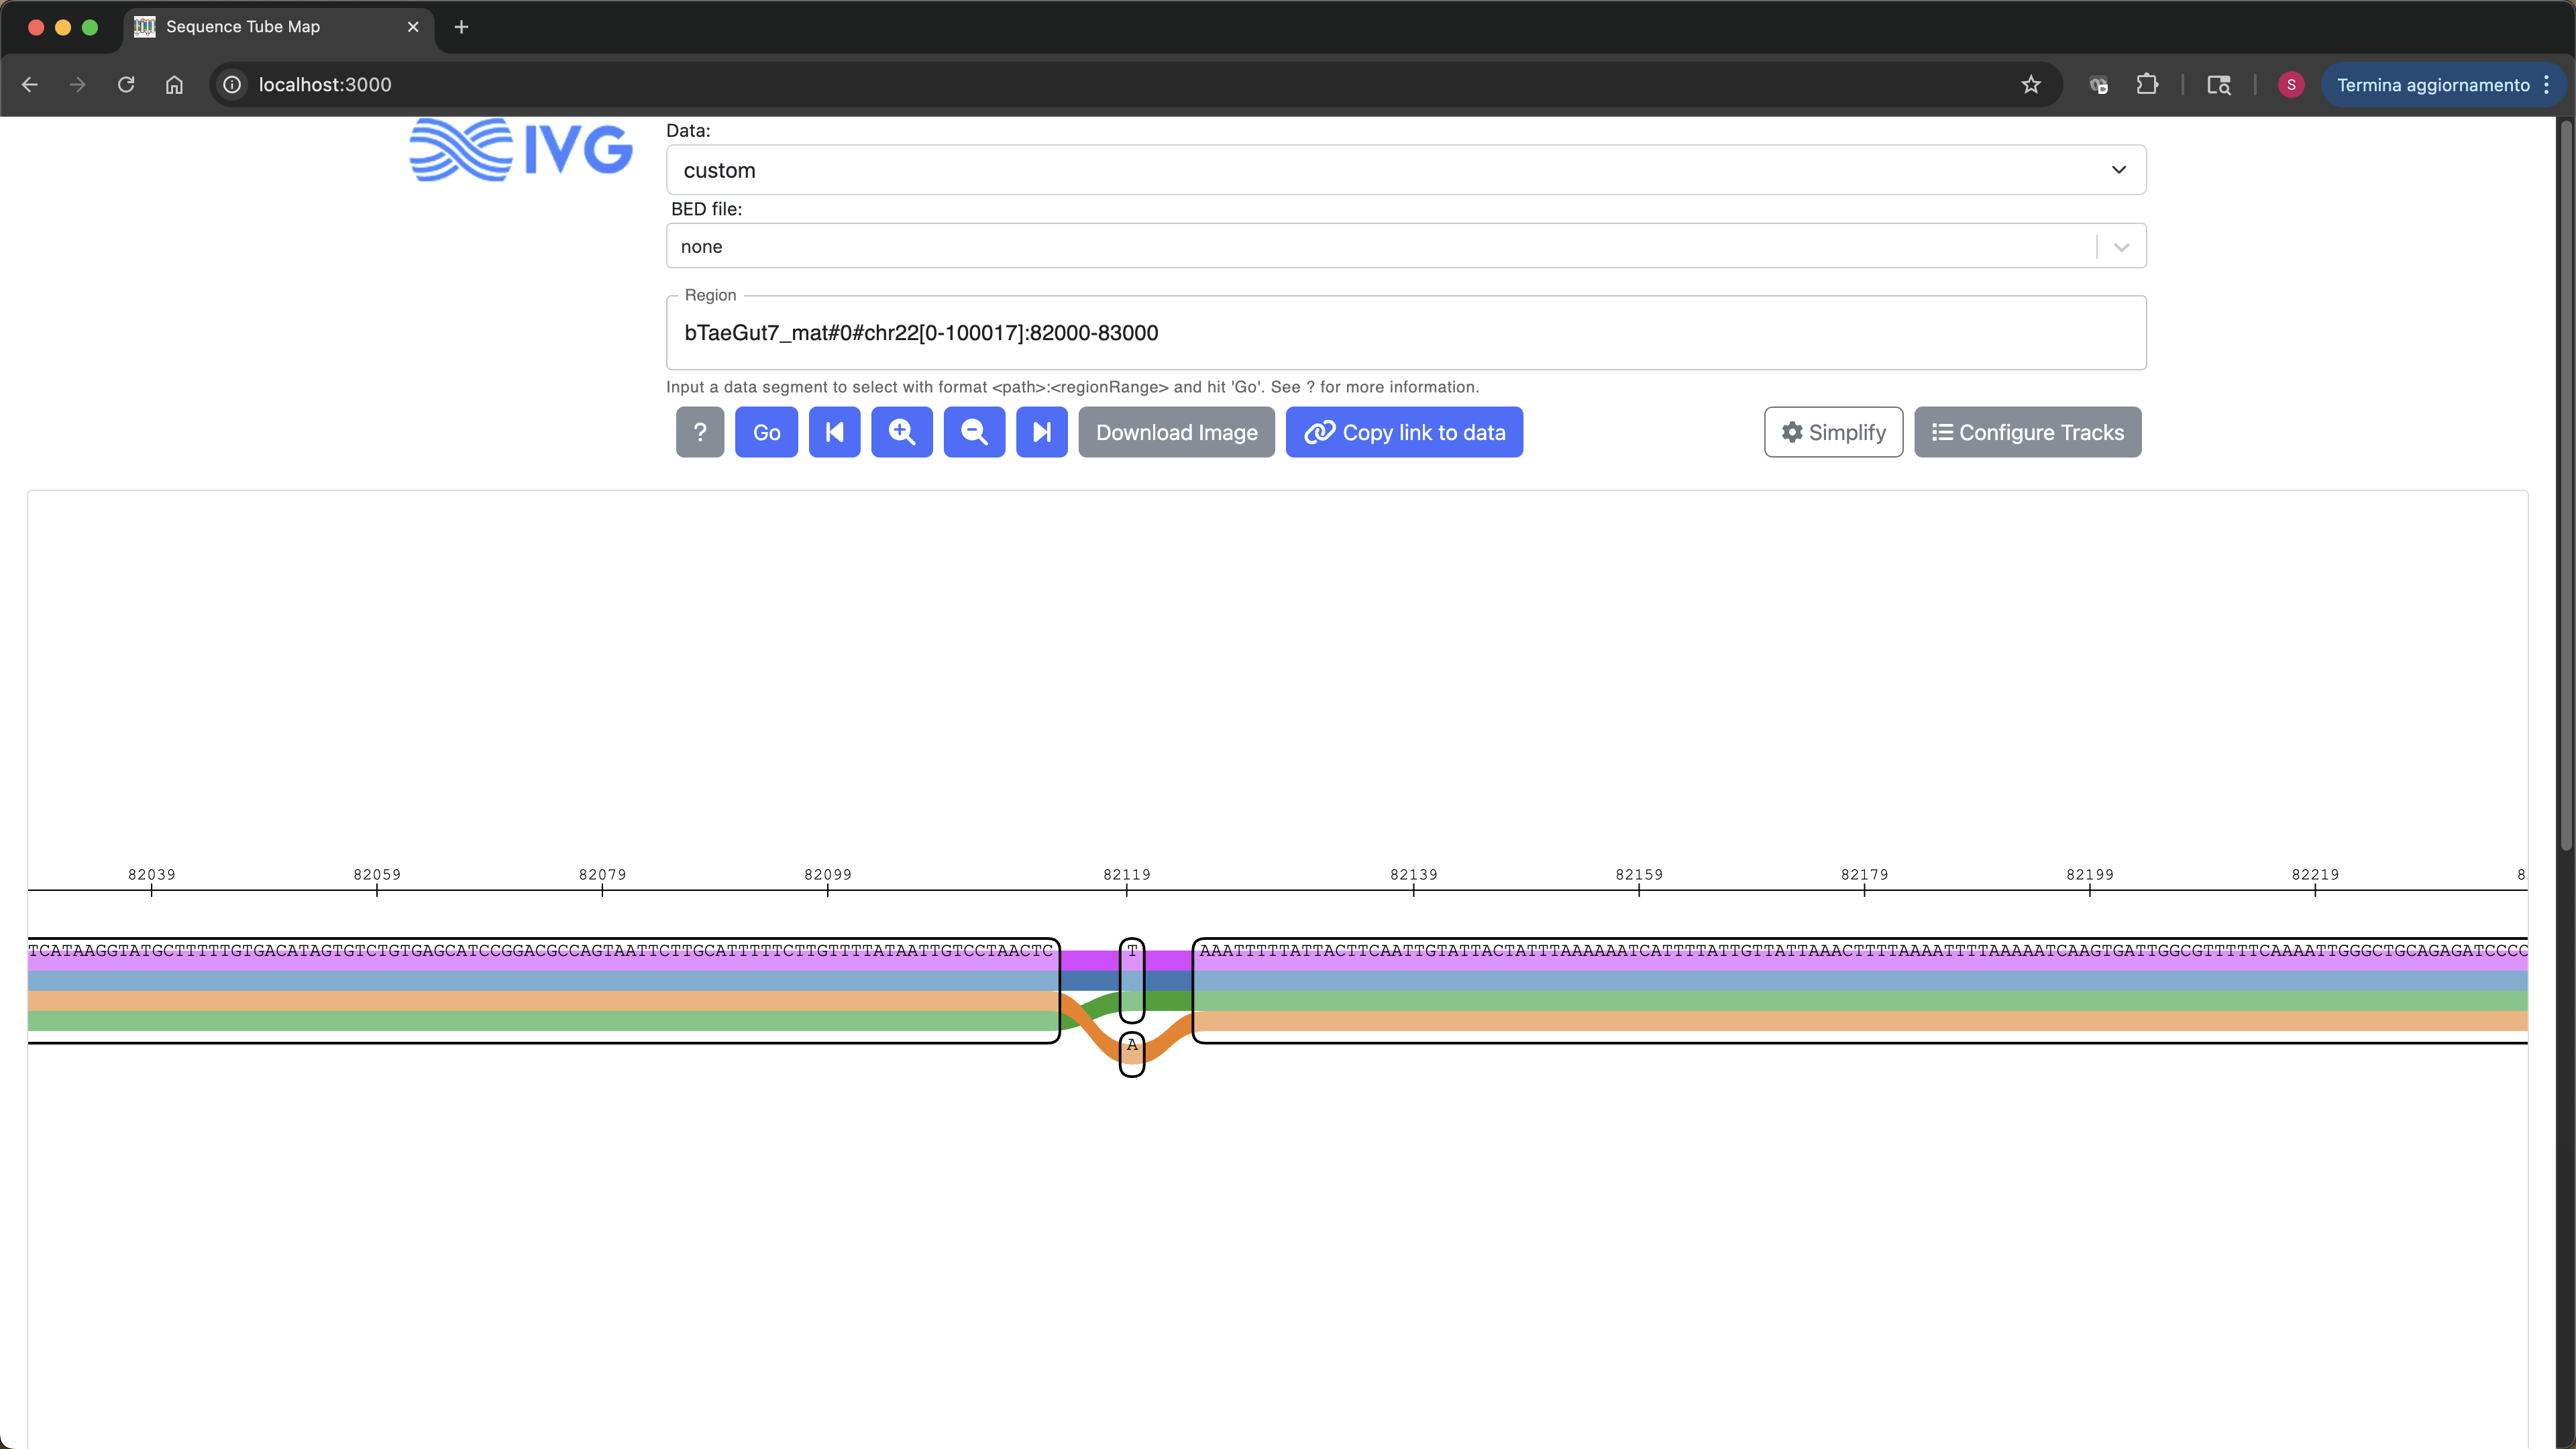 Sequence Tube Map
localhost:3000
S
Termina aggiornamento
IVG
Data:
custom
BED file:
none
Region
bTaeGut7_mat#0#chr22[0-100017]:82000-83000
Input a data segment to select with format <path>:<regionRange> and hit 'Go'. See ? for more information.
? Go Download Image Copy link to data Simplify Configure Tracks
82039 82059 82079 82099 82119 82139 82159 82179 82199 82219 8
TCATAAGGTATGCTTTTTGTGACATAGTGTCTGTGAGCATCCGGACGCCAGTAATTCTTGCATTTTTCTTGTTTTATAATTGTCCTAACTC T AAATTTTTATTACTTCAATTGTATTACTATTTAAAAAATCATTTTTATTGTTATTAAACTTTTAAAATTTTAAAAATCAAGTGATTGGCGTTTTTCAAAATTGGGCTGCAGAGATCCCC
A